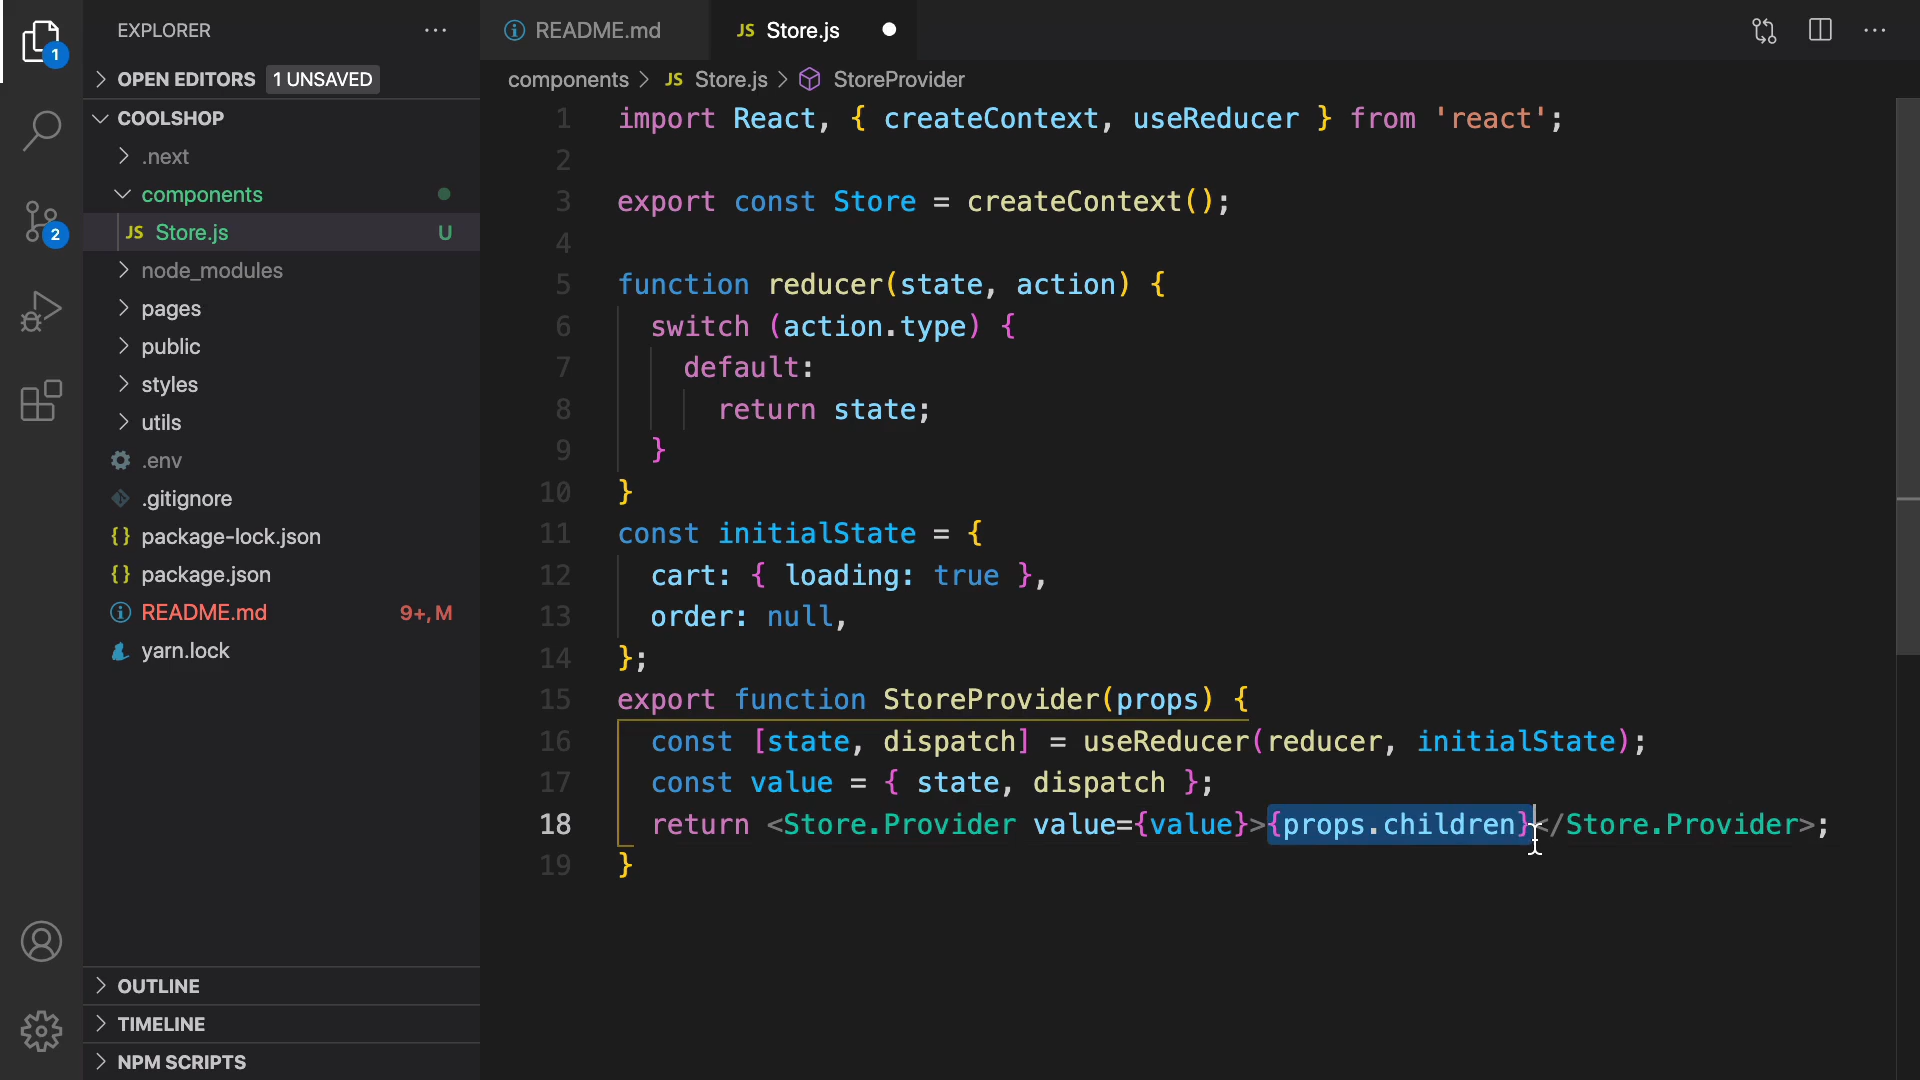 EXPLORER
README.md
JS Store.js
1
OPEN EDITORS 1 UNSAVED
components > JS Store.js > StoreProvider
COOLSHOP
.next
components
JS Store.js U
2
node_modules
pages
public
styles
utils
.env
.gitignore
{} package-lock.json
{} package.json
README.md 9+, M
yarn.lock
OUTLINE
TIMELINE
NPM SCRIPTS
1 import React, { createContext, useReducer } from 'react';
2
3 export const Store = createContext();
4
5 function reducer(state, action) {
6 switch (action.type) {
7 default:
8 return state;
9 }
10 }
11 const initialState = {
12 cart: { loading: true },
13 order: null,
14 };
15 export function StoreProvider(props) {
16 const [state, dispatch] = useReducer(reducer, initialState);
17 const value = { state, dispatch };
18 return <Store.Provider value={value}>{props.children}</Store.Provider>;
19 }